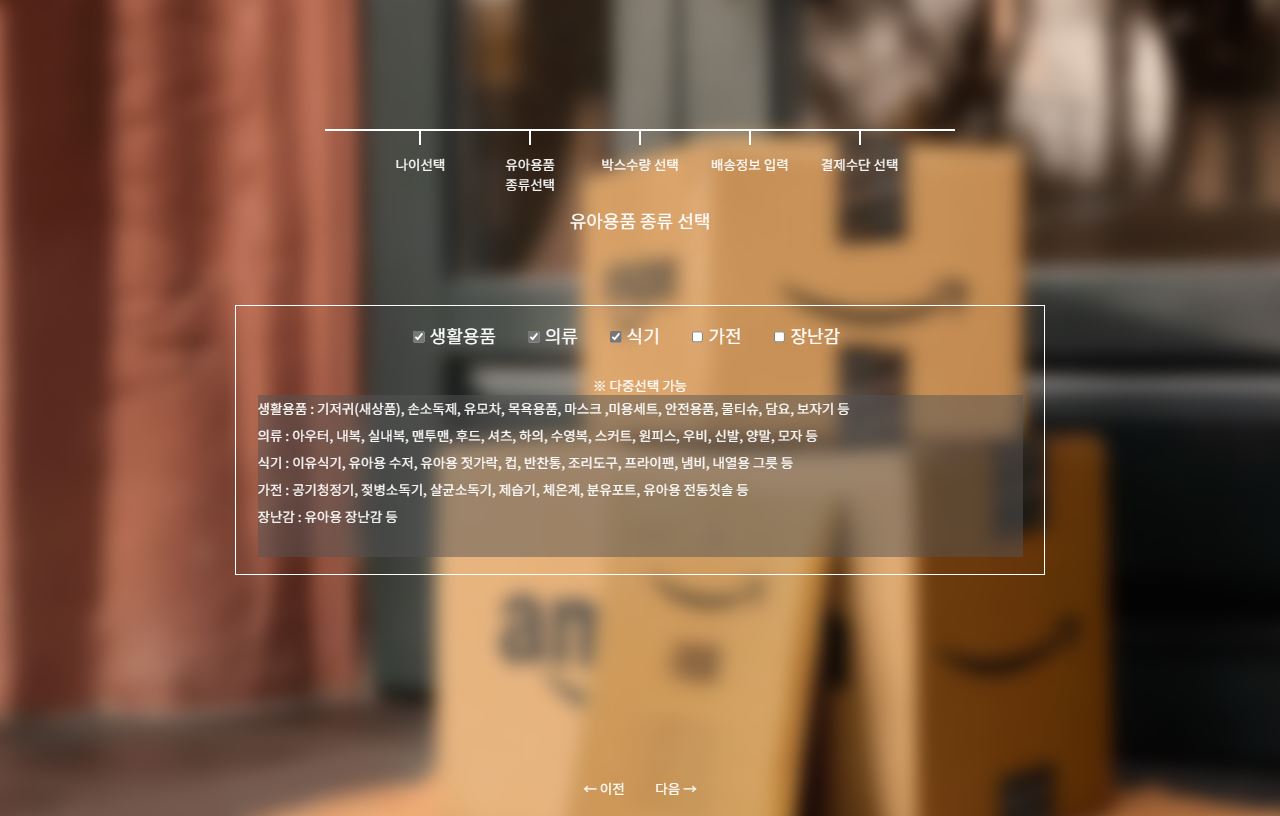 나이선택
유아용품
종류선택
박스수량 선택
배송정보 입력
결제수단 선택
유아용품 종류 선택
생활용품 의류 식기 가전 장난감
※ 다중선택 가능
생활용품 : 기저귀(새상품), 손소독제, 유모차, 목욕용품, 마스크 ,미용세트, 안전용품, 물티슈, 담요, 보자기 등
의류 : 아우터, 내복, 실내복, 맨투맨, 후드, 셔츠, 하의, 수영복, 스커트, 원피스, 우비, 신발, 양말, 모자 등
식기 : 이유식기, 유아용 수저, 유아용 젓가락, 컵, 반찬통, 조리도구, 프라이팬, 냄비, 내열용 그릇 등
가전 : 공기청정기, 젖병소독기, 살균소독기, 제습기, 체온계, 분유포트, 유아용 전동칫솔 등
장난감 : 유아용 장난감 등
an
← 이전 다음 →